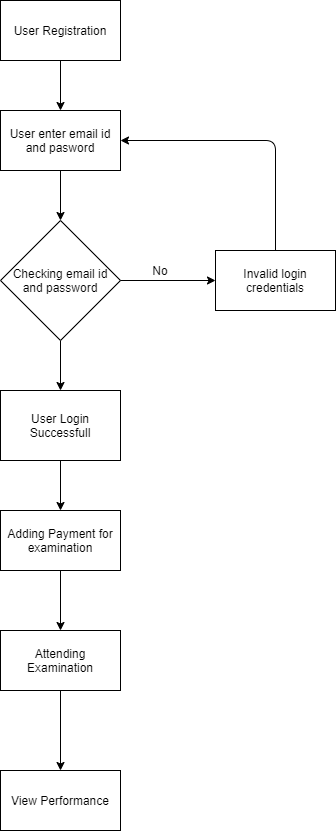 User Registration
User enter email id
and pasword
Checking email id
and password
No
Invalid login
credentials
User Login
Successfull
Adding Payment for
examination
Attending
Examination
View Performance